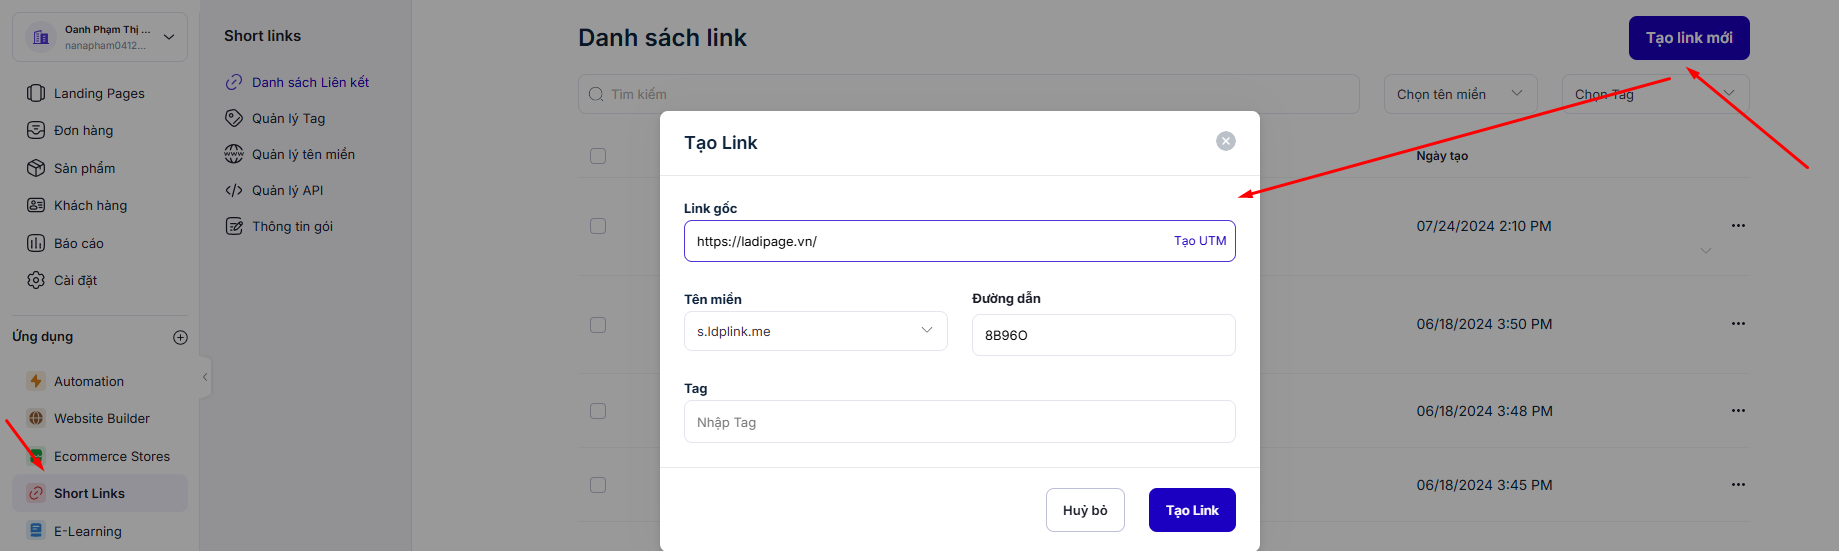 Oanh Phạm Thị ...
nanapham0412...
Landing Pages
Đơn hàng
Sản phẩm
Khách hàng
Báo cáo
Cài đặt
Ứng dụng
Automation
Website Builder
Ecommerce Stores
Short Links
E-Learning
Short links
Danh sách Liên kết
Quản lý Tag
Quản lý tên miền
Quản lý API
Thông tin gói
Danh sách link
Tạo link mới
Tìm kiếm
Chọn tên miền
Chọn Tag
Ngày tạo
07/24/2024 2:10 PM
06/18/2024 3:50 PM
06/18/2024 3:48 PM
06/18/2024 3:45 PM
Tạo Link
Link gốc
https://ladipage.vn/
Tạo UTM
Tên miền
Đường dẫn
s.ldplink.me
8B96O
Tag
Nhập Tag
Huỷ bỏ
Tạo Link